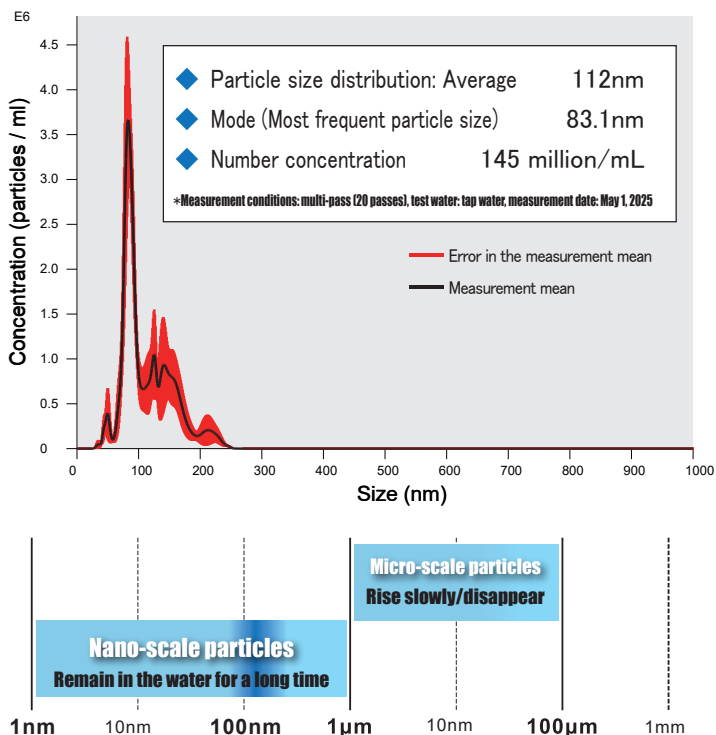 E6
4.5
4.0
3.5
3.0
2.5
2.0
1.5
1.0
0.5
0
Concentration (particles / ml)
◆ Particle size distribution: Average 112nm
◆ Mode (Most frequent particle size) 83.1nm
◆ Number concentration 145 million/mL
*Measurement conditions: multi-pass (20 passes), test water: tap water, measurement date: May 1, 2025
Error in the measurement mean
Measurement mean
0 100 200 300 400 500 600 700 800 900 1000
Size (nm)
Micro-scale particles
Rise slowly/disappear
Nano-scale particles
Remain in the water for a long time
1nm 10nm 100nm 1μm 10nm 100μm 1mm